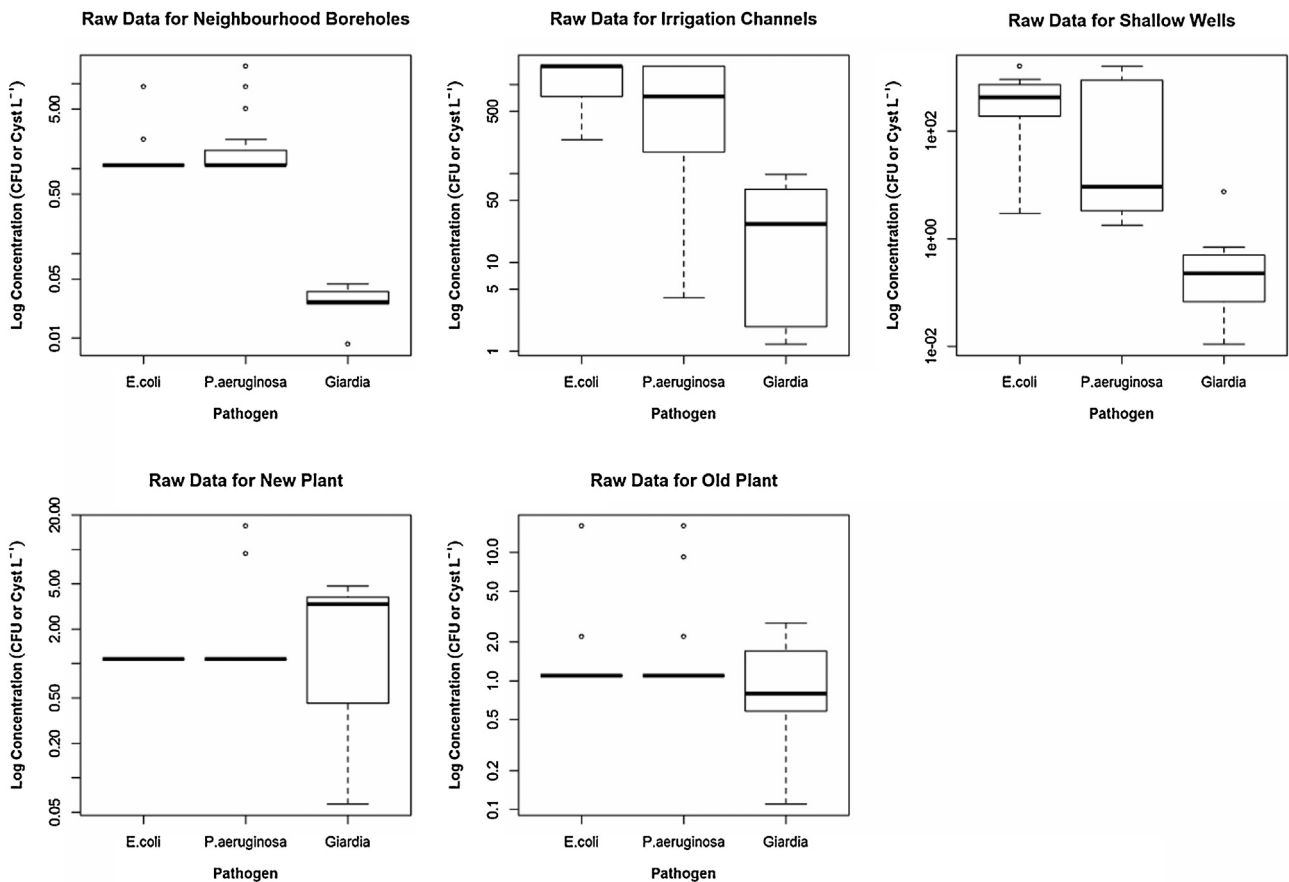 Raw Data for Neighbourhood Boreholes
Log Concentration (CFU or Cyst L⁻¹)
5.00
0.50
0.05
0.01
E.coli P.aeruginosa Giardia
Pathogen
Raw Data for Irrigation Channels
Log Concentration (CFU or Cyst L⁻¹)
500
50
10
5
1
E.coli P.aeruginosa Giardia
Pathogen
Raw Data for Shallow Wells
Log Concentration (CFU or Cyst L⁻¹)
1e+02
1e+00
1e-02
E.coli P.aeruginosa Giardia
Pathogen
Raw Data for New Plant
Log Concentration (CFU or Cyst L⁻¹)
20.00
5.00
2.00
0.50
0.20
0.05
E.coli P.aeruginosa Giardia
Pathogen
Raw Data for Old Plant
Log Concentration (CFU or Cyst L⁻¹)
10.0
5.0
2.0
1.0
0.5
0.2
0.1
E.coli P.aeruginosa Giardia
Pathogen